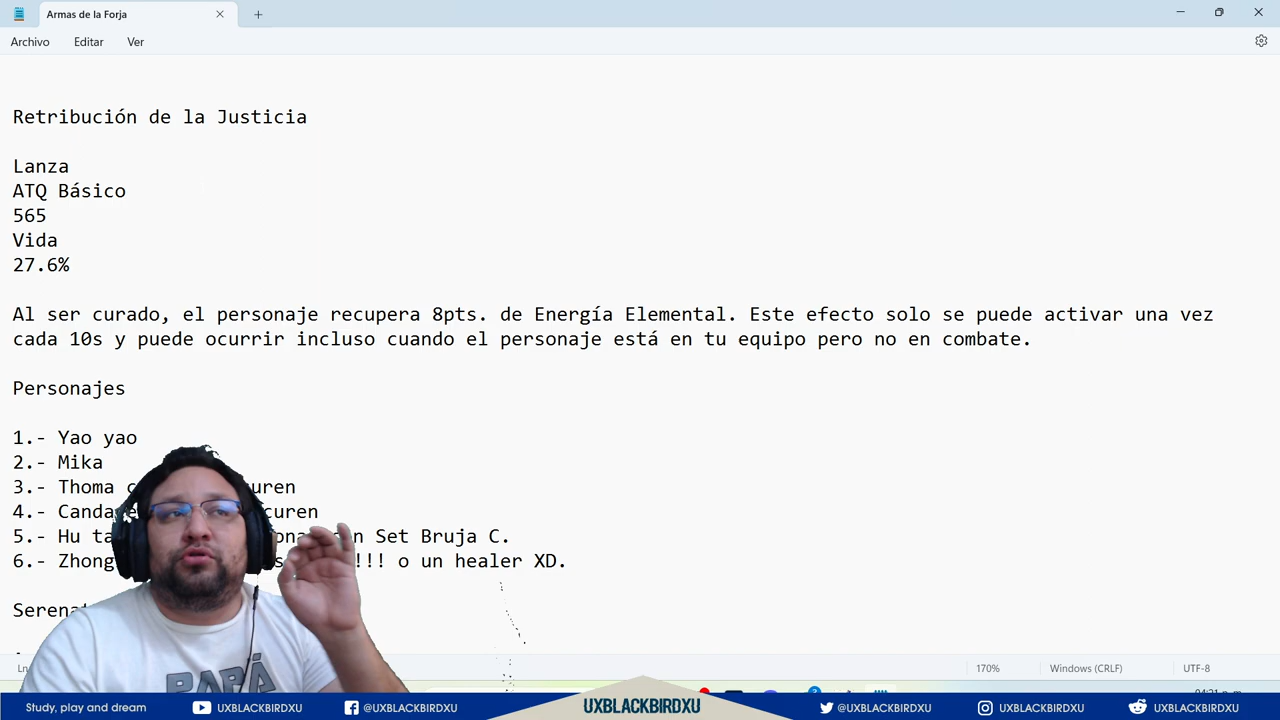 Armas de la Forja
Archivo Editar Ver
Retribución de la Justicia
Lanza
ATQ Básico
565
Vida
27.6%
Al ser curado, el personaje recupera 8pts. de Energía Elemental. Este efecto solo se puede activar una vez
cada 10s y puede ocurrir incluso cuando el personaje está en tu equipo pero no en combate.
Personajes
1.- Yao yao
2.- Mika
3.- Thoma
4.-
5.- Hu Set Bruja C.
6.- !!! o un healer XD.
170% Windows (CRLF) UTF-8
Study, play and dream UXBLACKBIRDXU @UXBLACKBIRDXU UXBLACKBIRDXU @UXBLACKBIRDXU UXBLACKBIRDXU UXBLACKBIRDXU